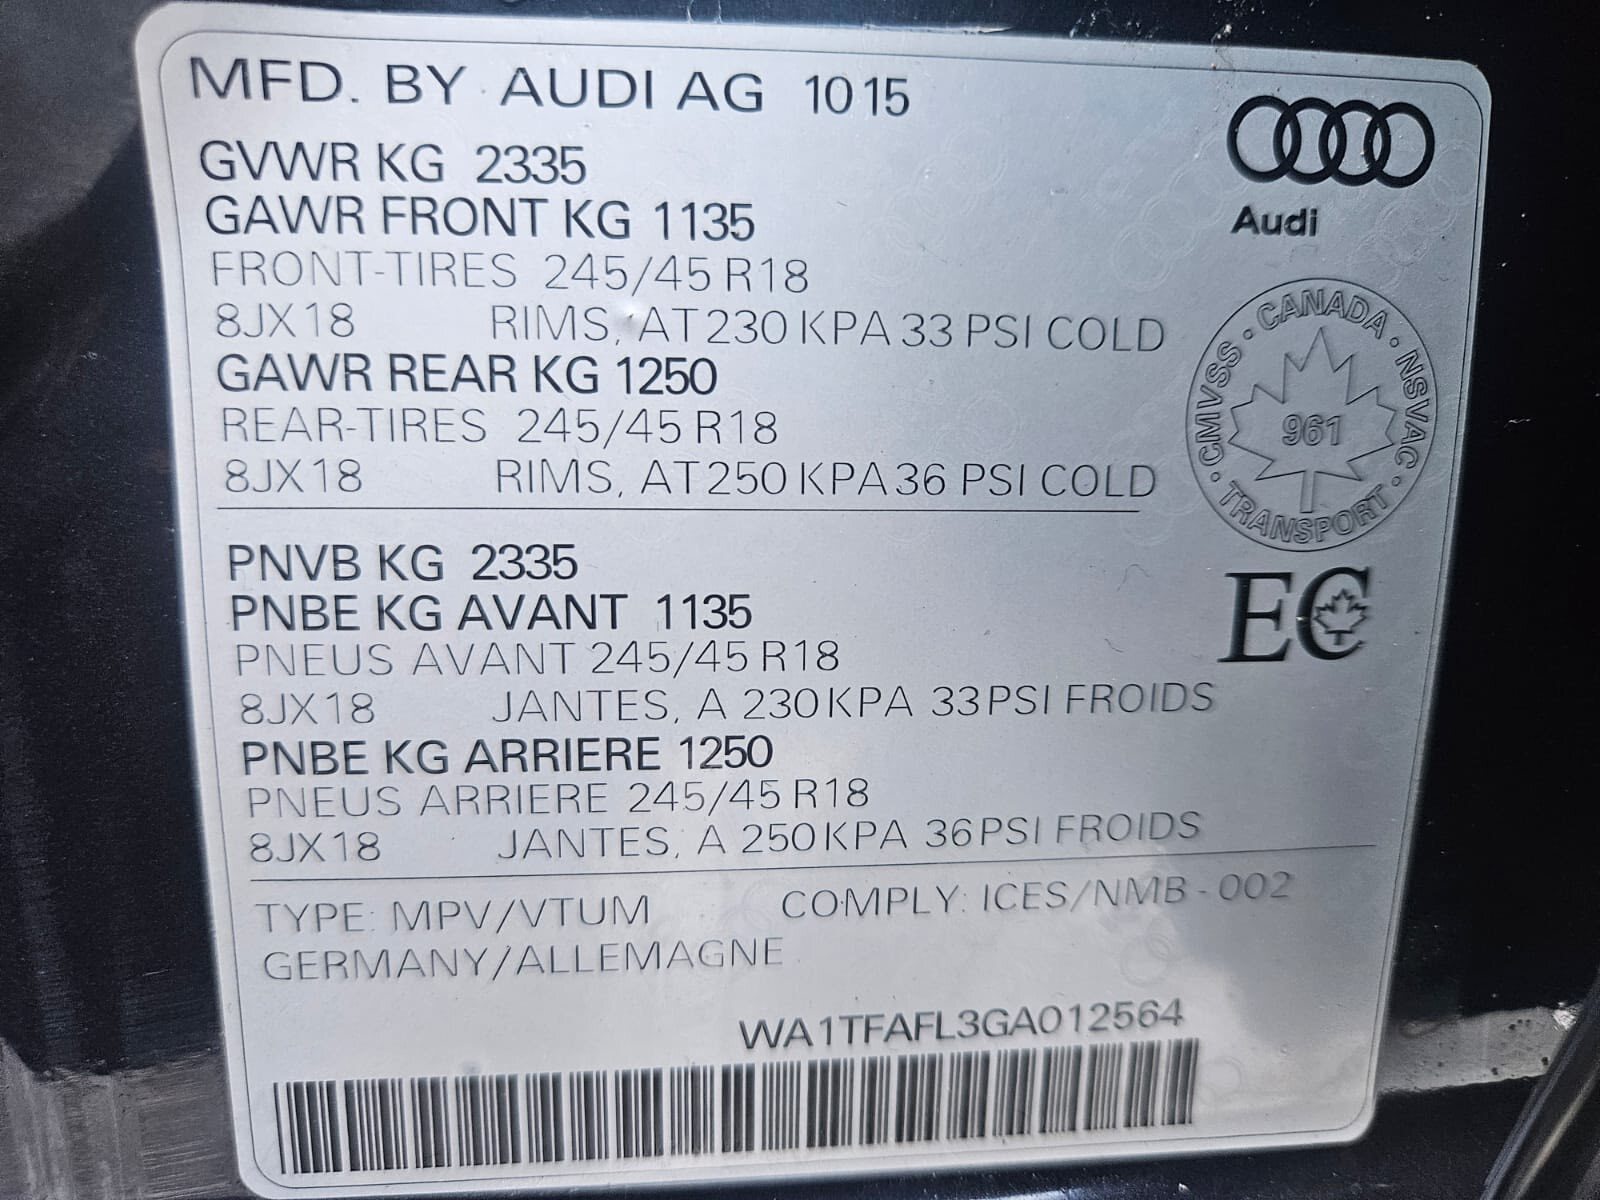 MFD. BY AUDI AG 10 15
GVWR KG 2335
GAWR FRONT KG 1135
FRONT-TIRES 245/45 R18
8JX18 RIMS, AT 230 KPA 33 PSI COLD
GAWR REAR KG 1250
REAR-TIRES 245/45 R18
8JX18 RIMS, AT 250 KPA 36 PSI COLD
Audi
CANADA · NSVAC · TRANSPORT · CMVSS ·
961
EC
PNVB KG 2335
PNBE KG AVANT 1135
PNEUS AVANT 245/45 R18
8JX18 JANTES, A 230 KPA 33 PSI FROIDS
PNBE KG ARRIERE 1250
PNEUS ARRIERE 245/45 R18
8JX18 JANTES, A 250 KPA 36 PSI FROIDS
TYPE: MPV/VTUM COMPLY: ICES/NMB-002
GERMANY/ALLEMAGNE
WA1TFAFL3GA012564